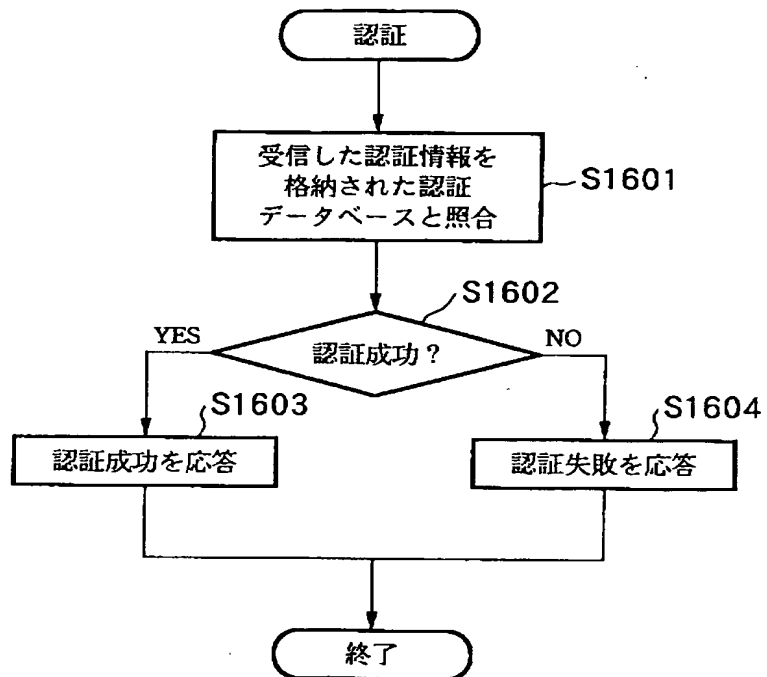 認証
受信した認証情報を
格納された認証
データベースと照合
S1601
S1602
YES
認証成功？
NO
S1603
S1604
認証成功を応答
認証失敗を応答
終了